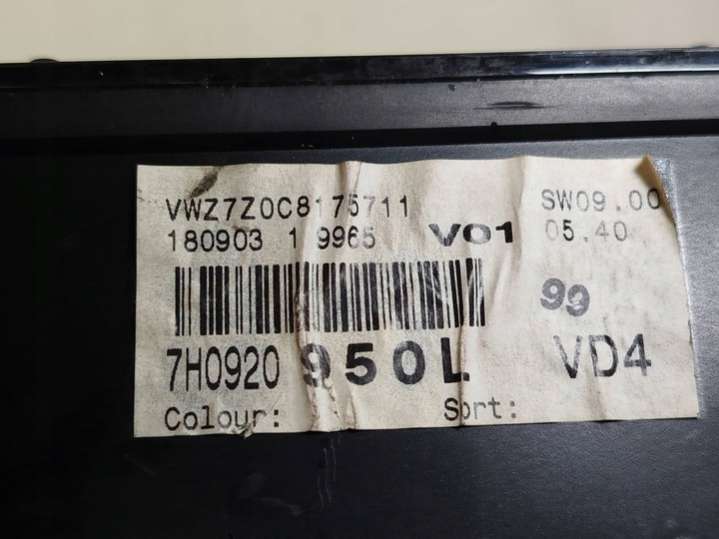 VWZ7Z0C8175711 SW09.00
180903 1 9965 V01 05.40
99
7H0920 950L VD4
Colour: Sort: